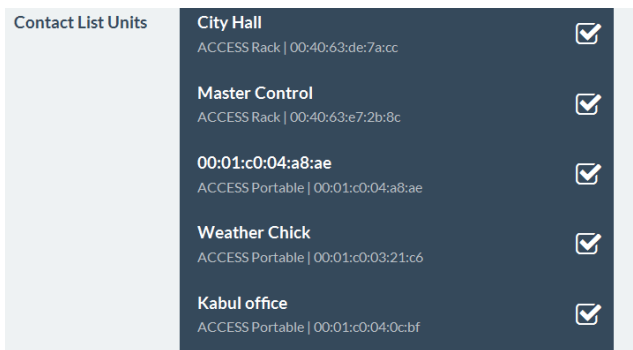 Contact List Units
City Hall
ACCESS Rack | 00:40:63:de:7a:cc
Master Control
ACCESS Rack | 00:40:63:e7:2b:8c
00:01:c0:04:a8:ae
ACCESS Portable | 00:01:c0:04:a8:ae
Weather Chick
ACCESS Portable | 00:01:c0:03:21:c6
Kabul office
ACCESS Portable | 00:01:c0:04:0c:bf